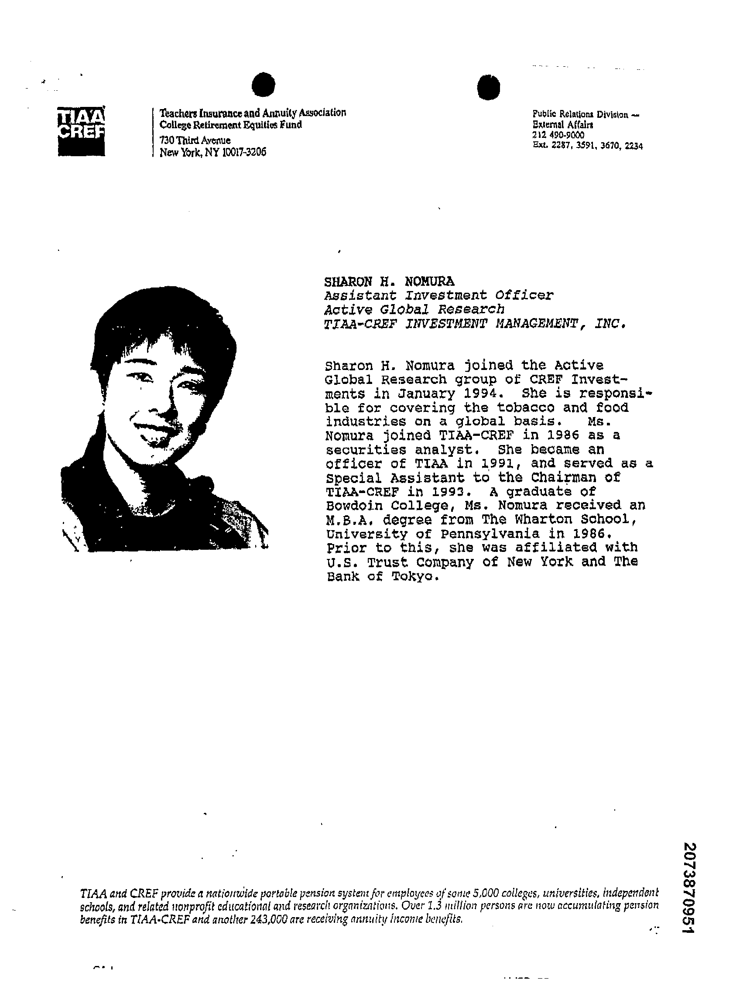 TIAA
CREF
Teachers Insurance and Annuity Association
College Retirement Equities Fund
730 Third Avenue
New York, NY 10017-3206
Public Relations Division —
External Affairs
212 490-9000
Ext. 2287, 3591, 3670, 2234
SHARON H. NOMURA
Assistant Investment Officer
Active Global Research
TIAA-CREF INVESTMENT MANAGEMENT, INC.
Sharon H. Nomura joined the Active
Global Research group of CREF Invest-
ments in January 1994. She is responsi-
ble for covering the tobacco and food
industries on a global basis. Ms.
Nomura joined TIAA-CREF in 1986 as a
securities analyst. She became an
officer of TIAA in 1991, and served as a
Special Assistant to the Chairman of
TIAA-CREF in 1993. A graduate of
Bowdoin College, Ms. Nomura received an
M.B.A. degree from The Wharton School,
University of Pennsylvania in 1986.
Prior to this, she was affiliated with
U.S. Trust Company of New York and The
Bank of Tokyo.
TIAA and CREF provide a nationwide portable pension system for employees of some 5,000 colleges, universities, independent
schools, and related nonprofit educational and research organizations. Over 1.3 million persons are now accumulating pension
benefits in TIAA-CREF and another 243,000 are receiving annuity income benefits.
2073870951